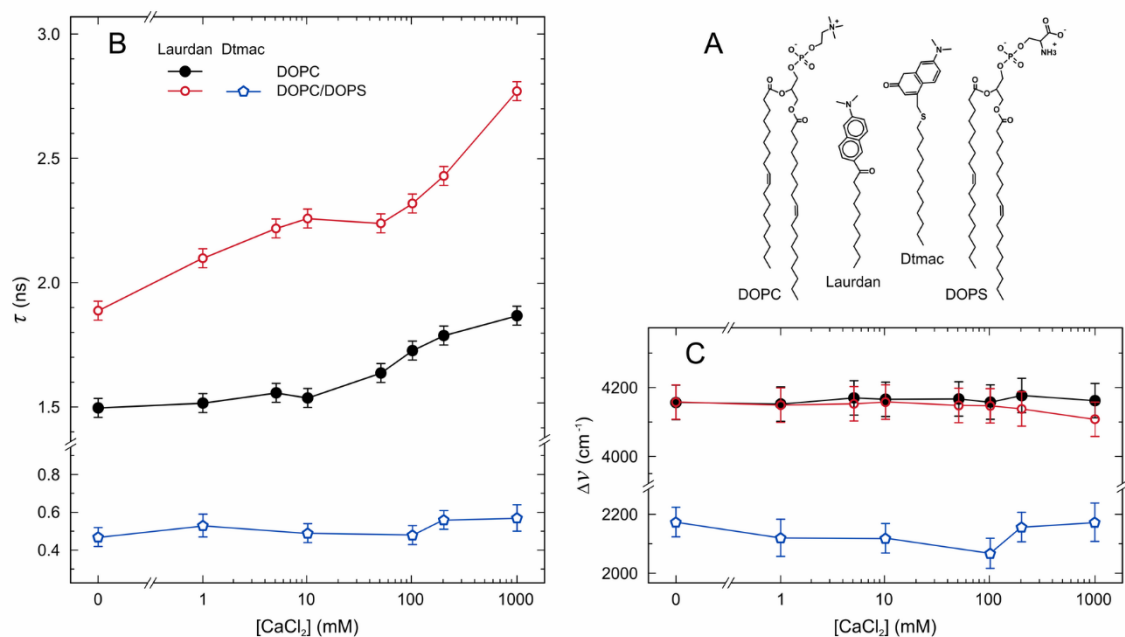 B
Laurdan Dtmac
DOPC
DOPC/DOPS
3.0
2.5
2.0
1.5
0.8
0.6
0.4
τ (ns)
0 1 10 100 1000
[CaCl₂] (mM)
A
N⁺
O⁻
P
O
O
O
O
O
O
O
DOPC
N
O
Laurdan
N
O
S
Dtmac
O
O⁻
NH3
+
O⁻
O
P
O
O
O
O
O
O
DOPS
C
4200
4000
2200
2000
Δν (cm⁻¹)
0 1 10 100 1000
[CaCl₂] (mM)